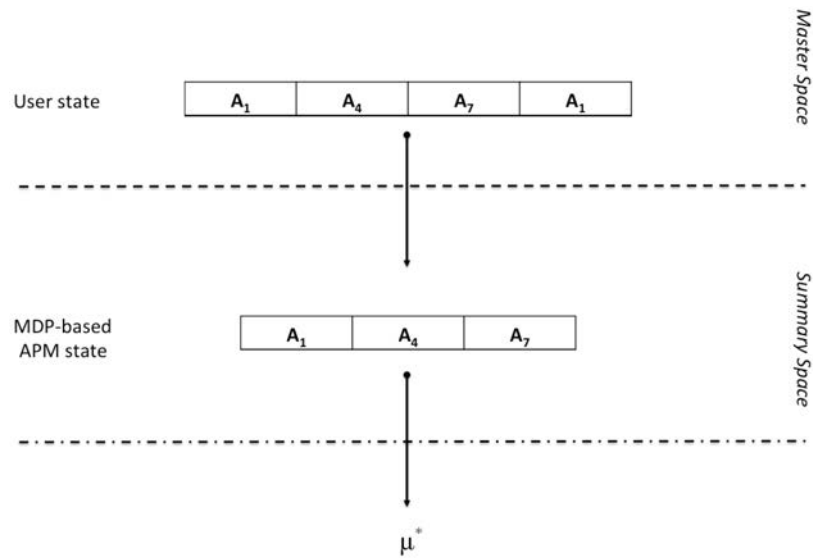 Master Space
User state
A₁ A₄ A₇ A₁
Summary Space
MDP-based
APM state
A₁ A₄ A₇
μ*